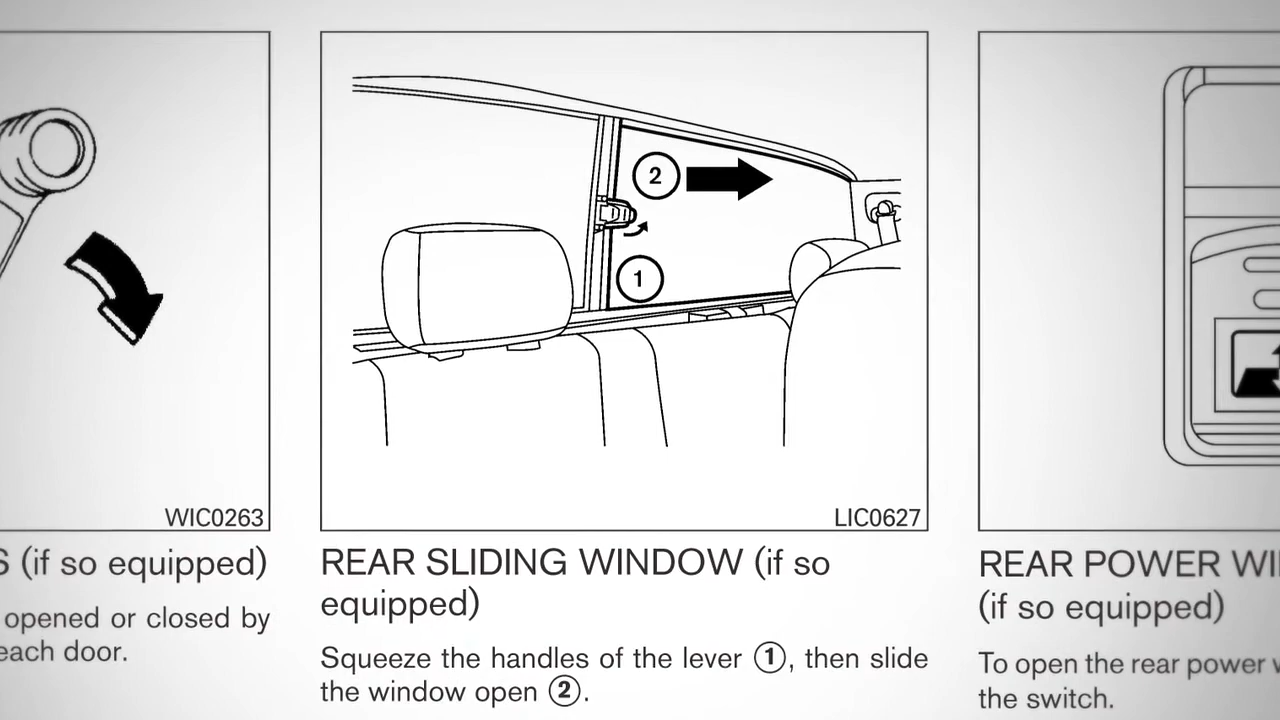 WIC0263
S (if so equipped)
opened or closed by
each door.
2
1
LIC0627
REAR SLIDING WINDOW (if so
equipped)
Squeeze the handles of the lever ①, then slide
the window open ②.
REAR POWER
(if so equipped)
To open the rear power
the switch.